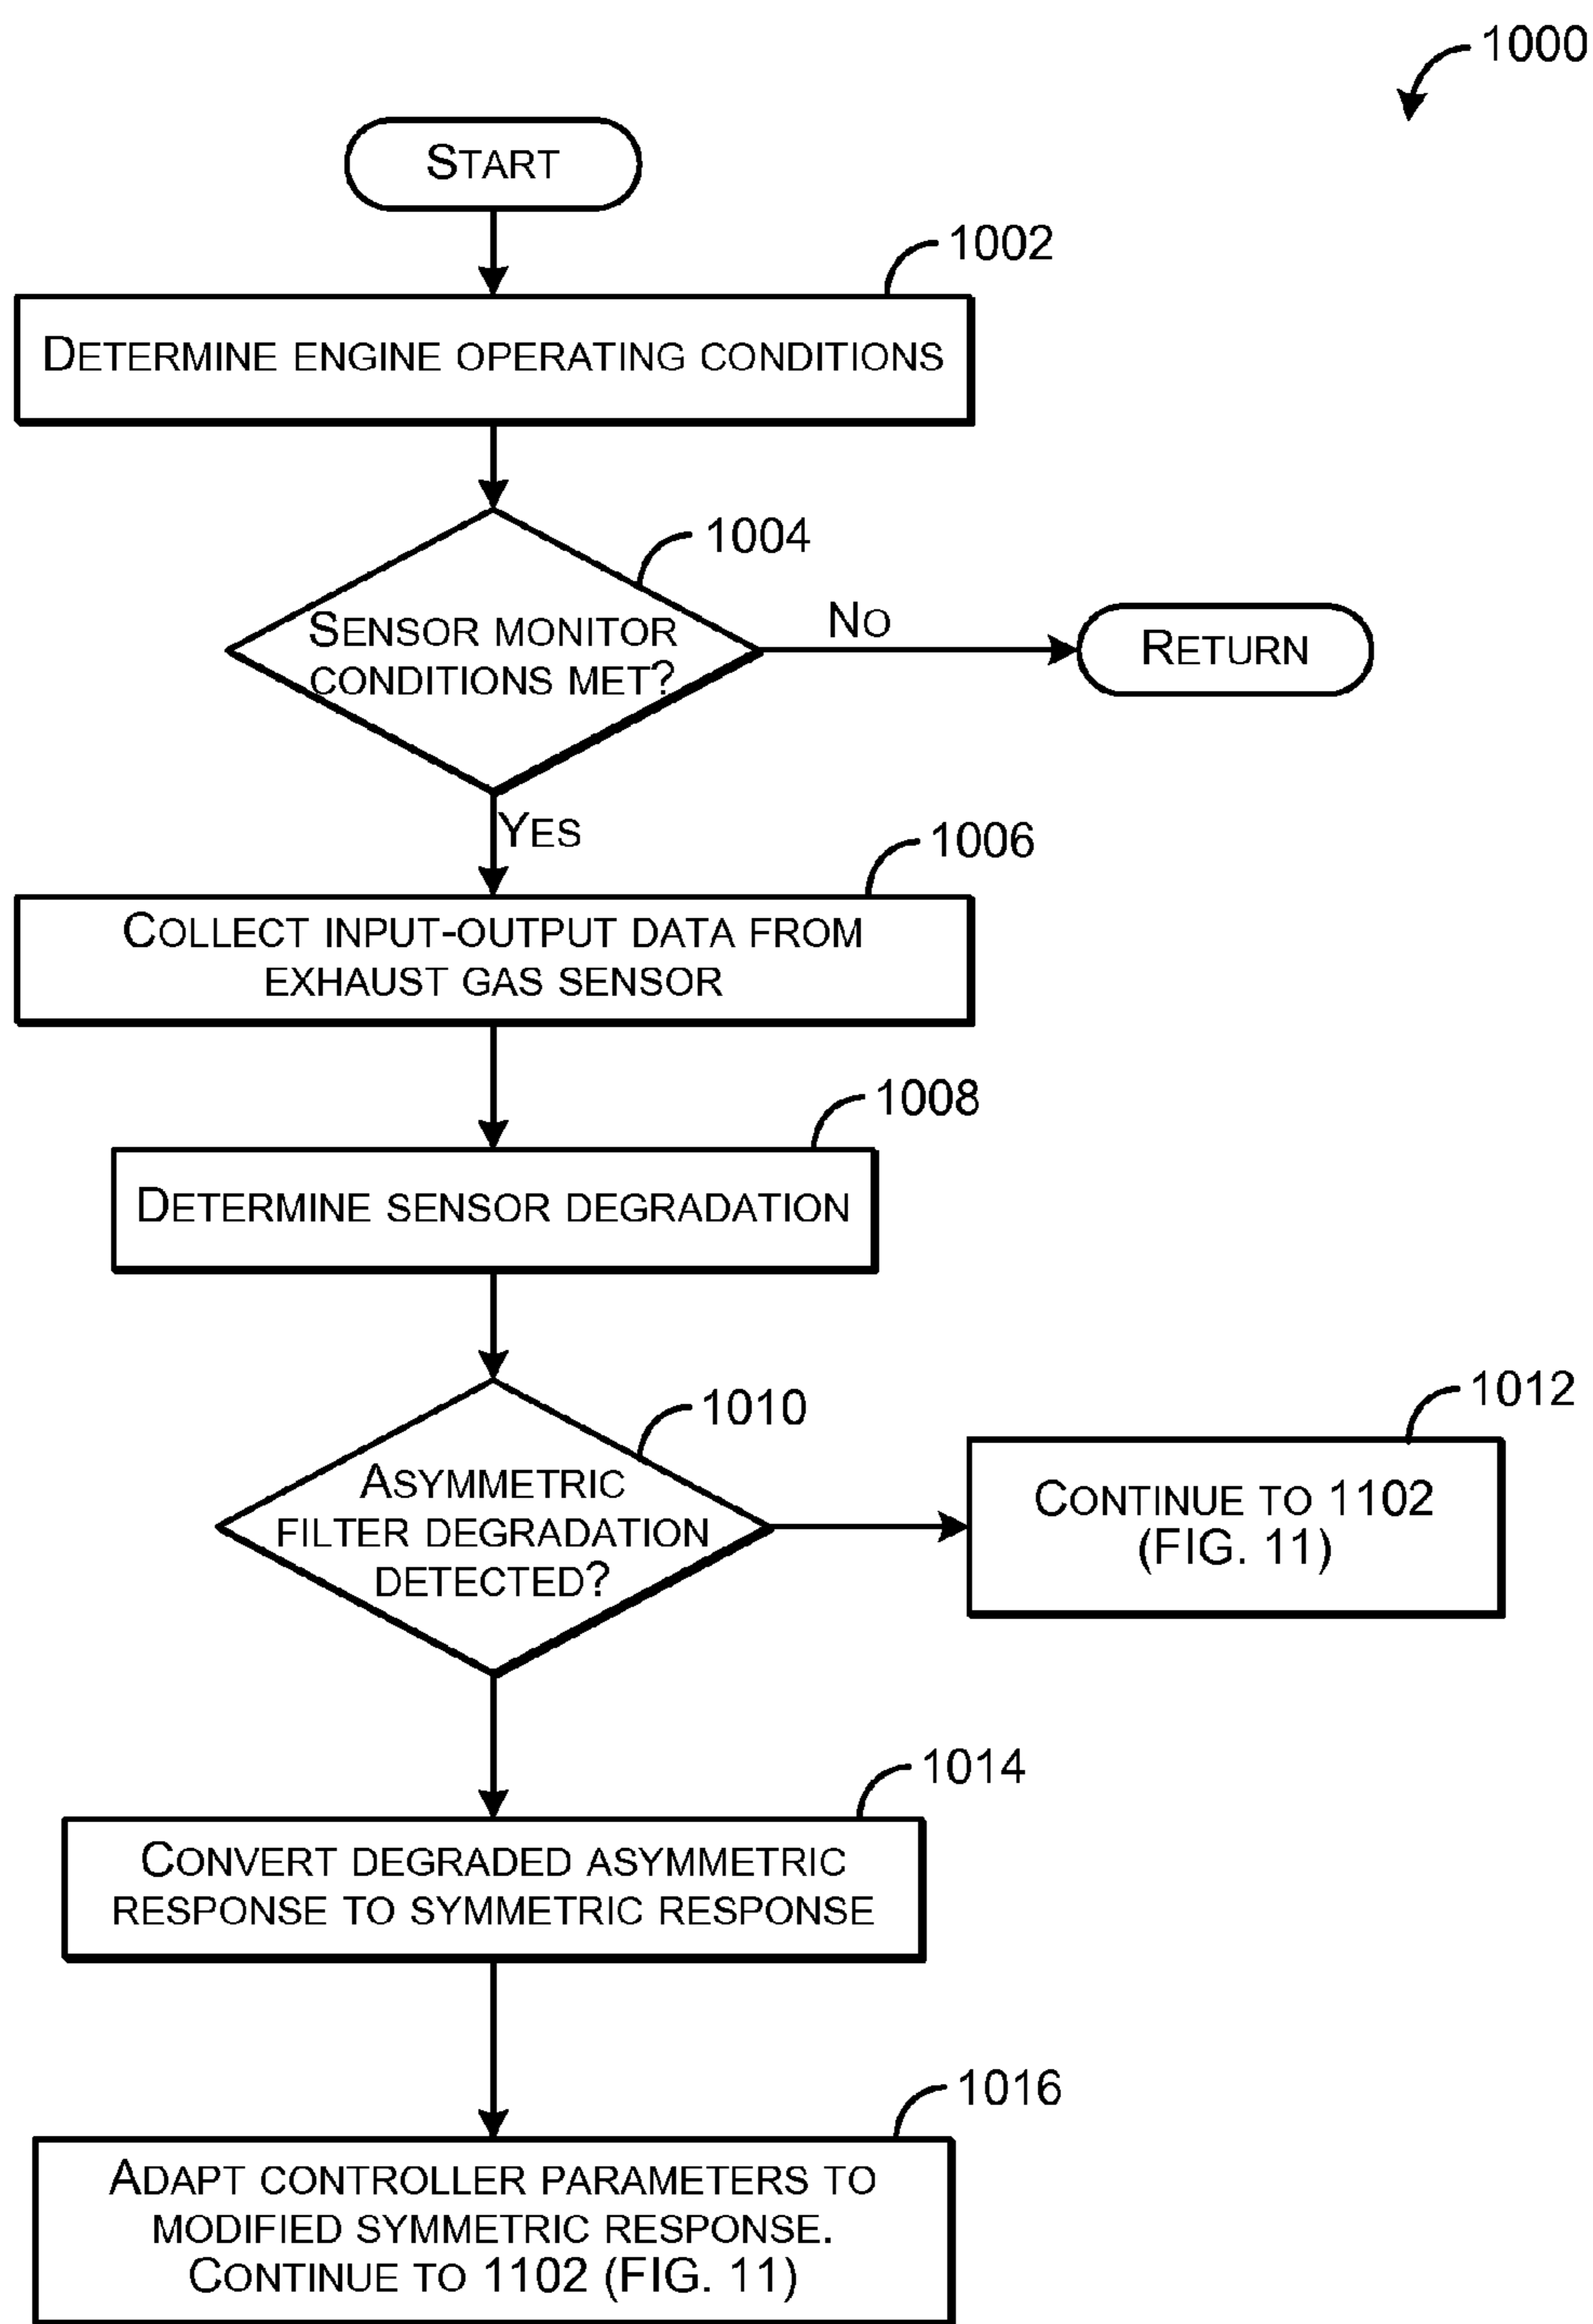 1000
START
1002
DETERMINE ENGINE OPERATING CONDITIONS
1004
SENSOR MONITOR
CONDITIONS MET?
NO
RETURN
YES
1006
COLLECT INPUT-OUTPUT DATA FROM
EXHAUST GAS SENSOR
1008
DETERMINE SENSOR DEGRADATION
1010
ASYMMETRIC
FILTER DEGRADATION
DETECTED?
1012
CONTINUE TO 1102
(FIG. 11)
1014
CONVERT DEGRADED ASYMMETRIC
RESPONSE TO SYMMETRIC RESPONSE
1016
ADAPT CONTROLLER PARAMETERS TO
MODIFIED SYMMETRIC RESPONSE.
CONTINUE TO 1102 (FIG. 11)